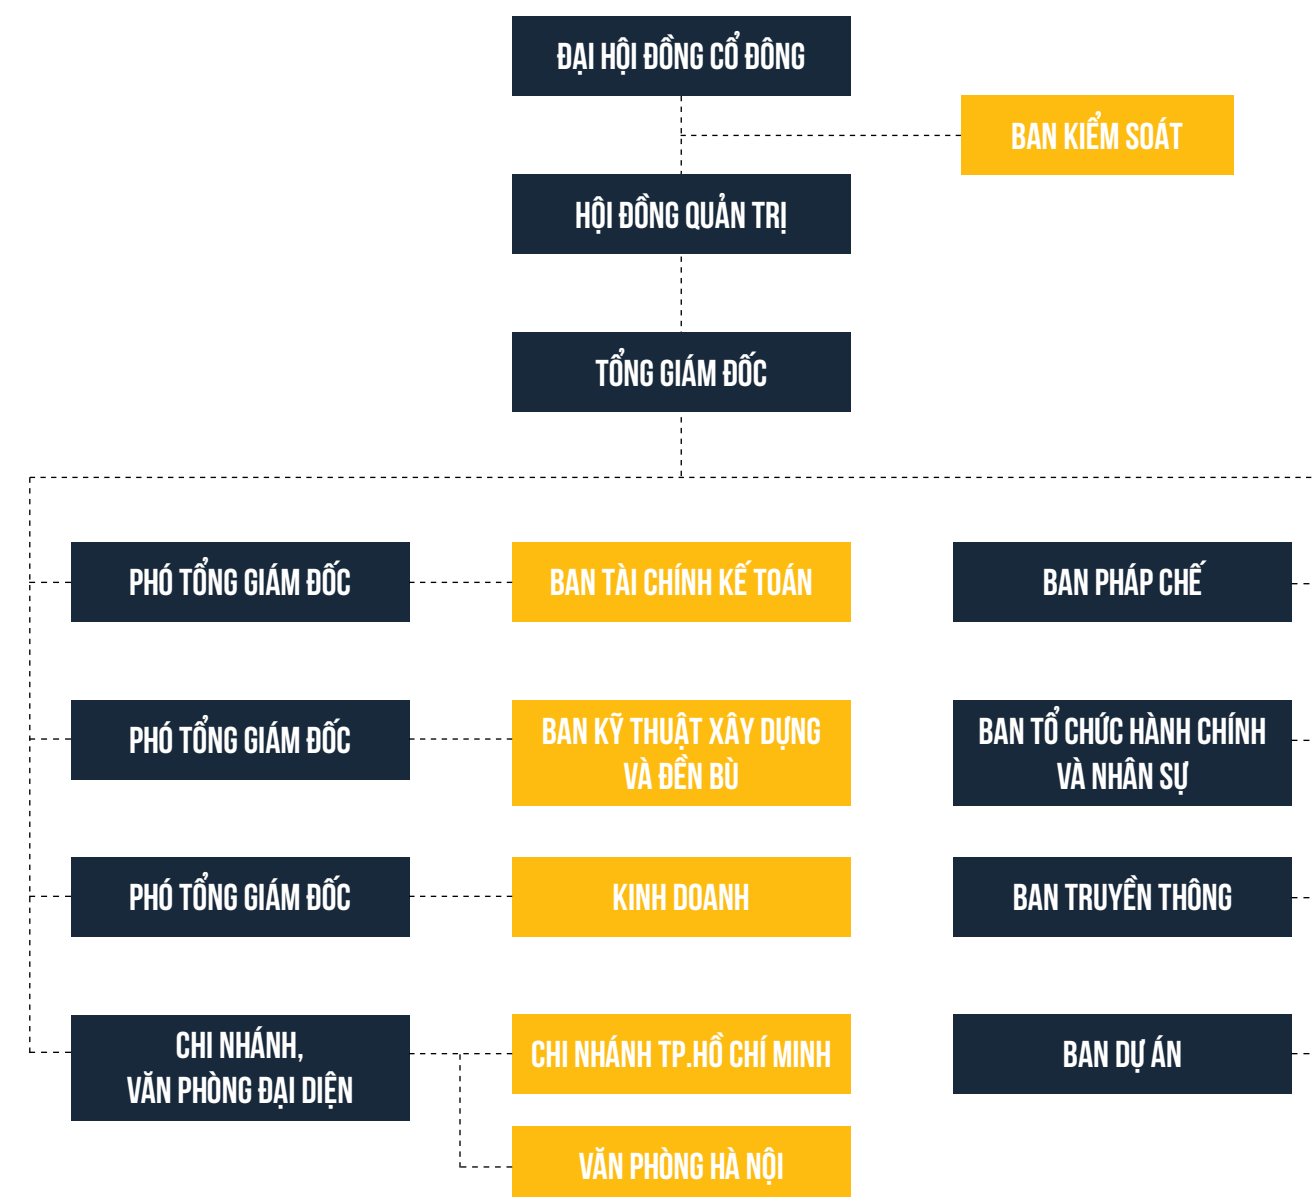 ĐẠI HỘI ĐỒNG CỔ ĐÔNG
BAN KIỂM SOÁT
HỘI ĐỒNG QUẢN TRỊ
TỔNG GIÁM ĐỐC
PHÓ TỔNG GIÁM ĐỐC
BAN TÀI CHÍNH KẾ TOÁN
BAN PHÁP CHẾ
PHÓ TỔNG GIÁM ĐỐC
BAN KỸ THUẬT XÂY DỰNG
VÀ ĐỀN BÙ
BAN TỔ CHỨC HÀNH CHÍNH
VÀ NHÂN SỰ
PHÓ TỔNG GIÁM ĐỐC
KINH DOANH
BAN TRUYỀN THÔNG
CHI NHÁNH,
VĂN PHÒNG ĐẠI DIỆN
CHI NHÁNH TP.HỒ CHÍ MINH
BAN DỰ ÁN
VĂN PHÒNG HÀ NỘI